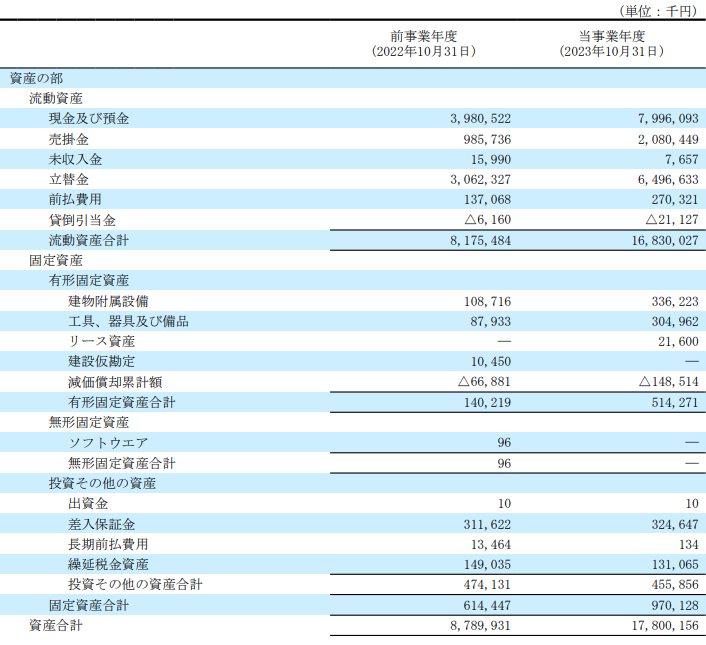 (単位:千円)
前事業年度 当事業年度
(2022年10月31日) (2023年10月31日)
資産の部
流動資産
現金及び預金 3,980,522 7,996,093
売掛金 985,736 2,080,449
未収入金 15,990 7,657
立替金 3,062,327 6,496,633
前払費用 137,068 270,321
貸倒引当金 △6,160 △21,127
流動資産合計 8,175,484 16,830,027
固定資産
有形固定資産
建物附属設備 108,716 336,223
工具、器具及び備品 87,933 304,962
リース資産 ― 21,600
建設仮勘定 10,450 ―
減価償却累計額 △66,881 △148,514
有形固定資産合計 140,219 514,271
無形固定資産
ソフトウエア 96 ―
無形固定資産合計 96 ―
投資その他の資産
出資金 10 10
差入保証金 311,622 324,647
長期前払費用 13,464 134
繰延税金資産 149,035 131,065
投資その他の資産合計 474,131 455,856
固定資産合計 614,447 970,128
資産合計 8,789,931 17,800,156